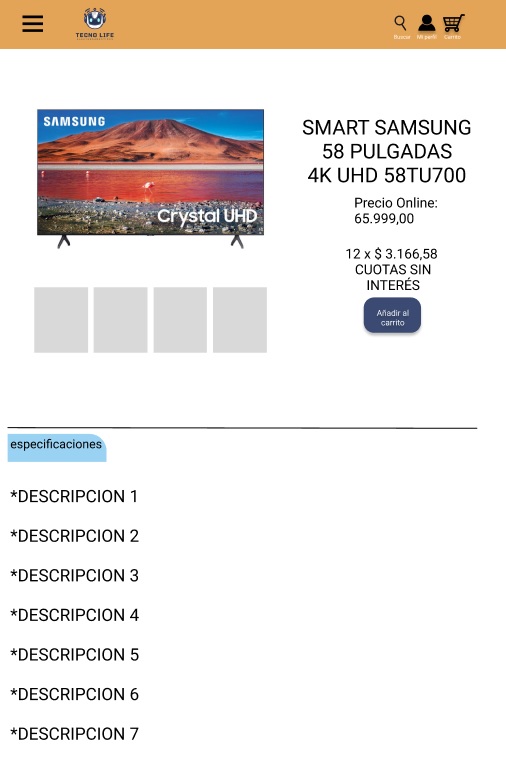 TECNO LIFE
Buscar
Mi perfil
Carrito
SAMSUNG
Crystal UHD
SMART SAMSUNG
58 PULGADAS
4K UHD 58TU700
Precio Online:
65.999,00
12 x $ 3.166,58
CUOTAS SIN
INTERÉS
Añadir al
carrito
especificaciones
*DESCRIPCION 1
*DESCRIPCION 2
*DESCRIPCION 3
*DESCRIPCION 4
*DESCRIPCION 5
*DESCRIPCION 6
*DESCRIPCION 7